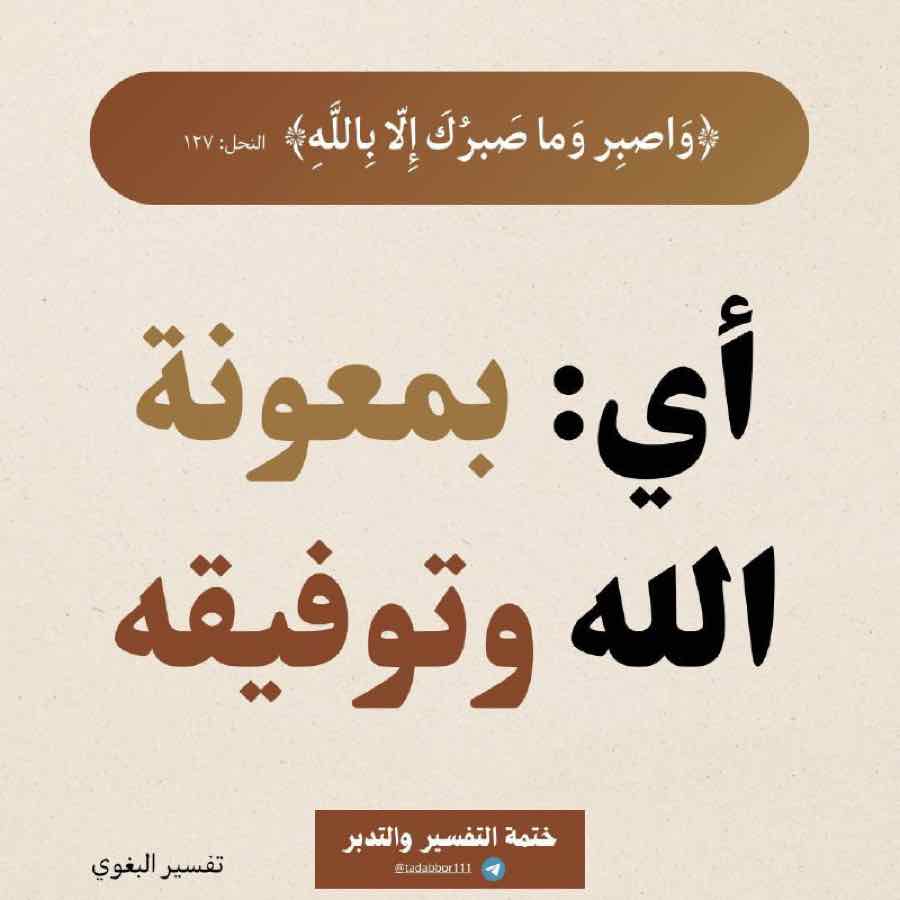 ﴿وَاصبِر وَما صَبرُكَ إِلّا بِاللَّهِ﴾ النحل: ١٢٧
أي: بمعونة
الله وتوفيقه
ختمة التفسير والتدبر
@tadabbor111
تفسير البغوي